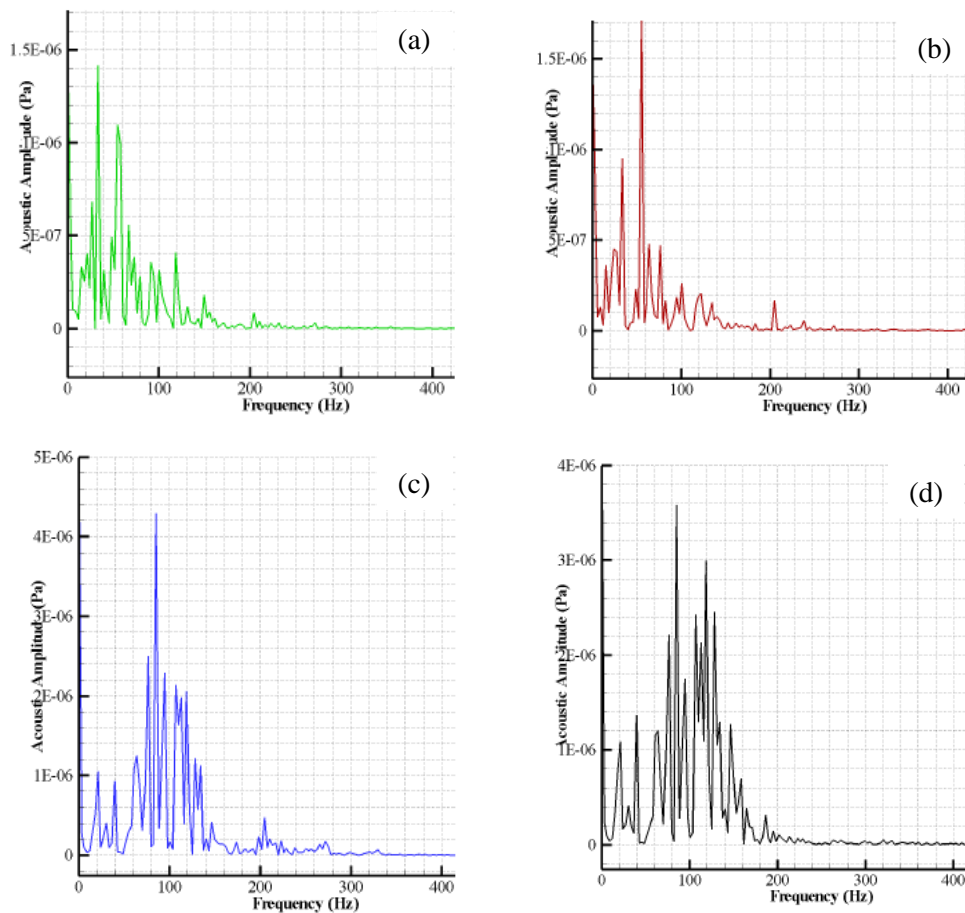 (a)
1.5E-06
1E-06
5E-07
0
Acoustic Amplitude (Pa)
0 100 200 300 400
Frequency (Hz)
(b)
1.5E-06
1E-06
5E-07
0
Acoustic Amplitude (Pa)
0 100 200 300 400
Frequency (Hz)
(c)
5E-06
4E-06
3E-06
2E-06
1E-06
0
Acoustic Amplitude (Pa)
0 100 200 300 400
Frequency (Hz)
(d)
4E-06
3E-06
2E-06
1E-06
0
Acoustic Amplitude (Pa)
0 100 200 300 400
Frequency (Hz)